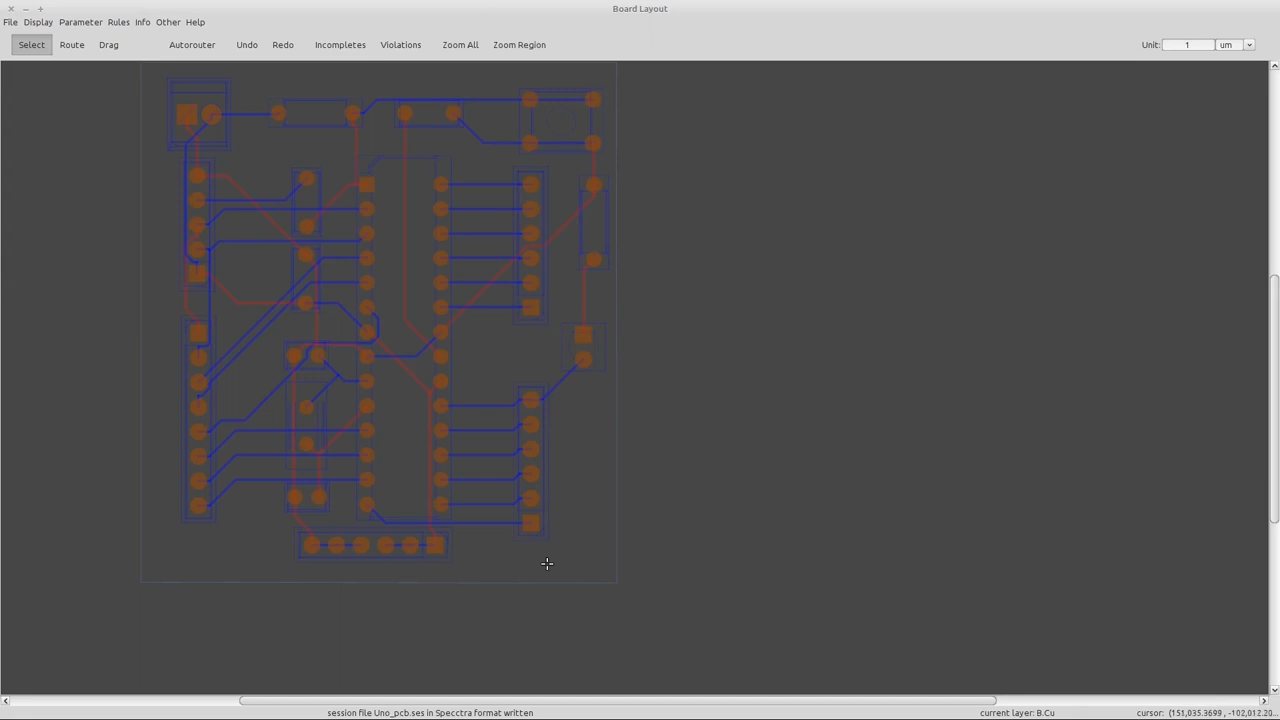 Board Layout
File Display Parameter Rules Info Other Help
Select Route Drag Autorouter Undo Redo Incompletes Violations Zoom All Zoom Region Unit: 1 um
session file Uno_pcb.ses in Specctra format written current layer: B.Cu cursor: (151,035.3699 , -102,012.20...